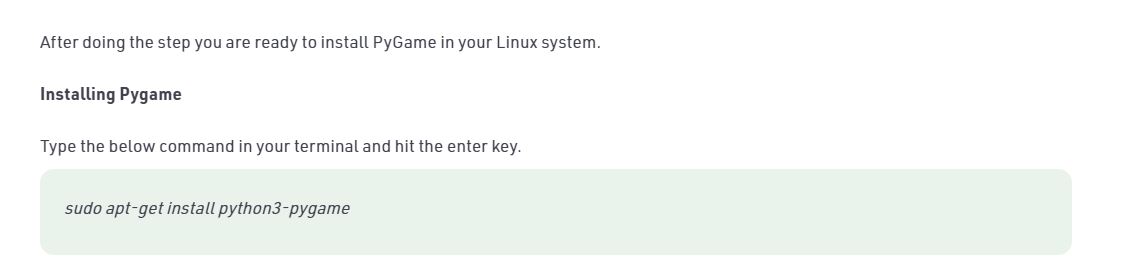 After doing the step you are ready to install PyGame in your Linux system.
Installing Pygame
Type the below command in your terminal and hit the enter key.
sudo apt-get install python3-pygame